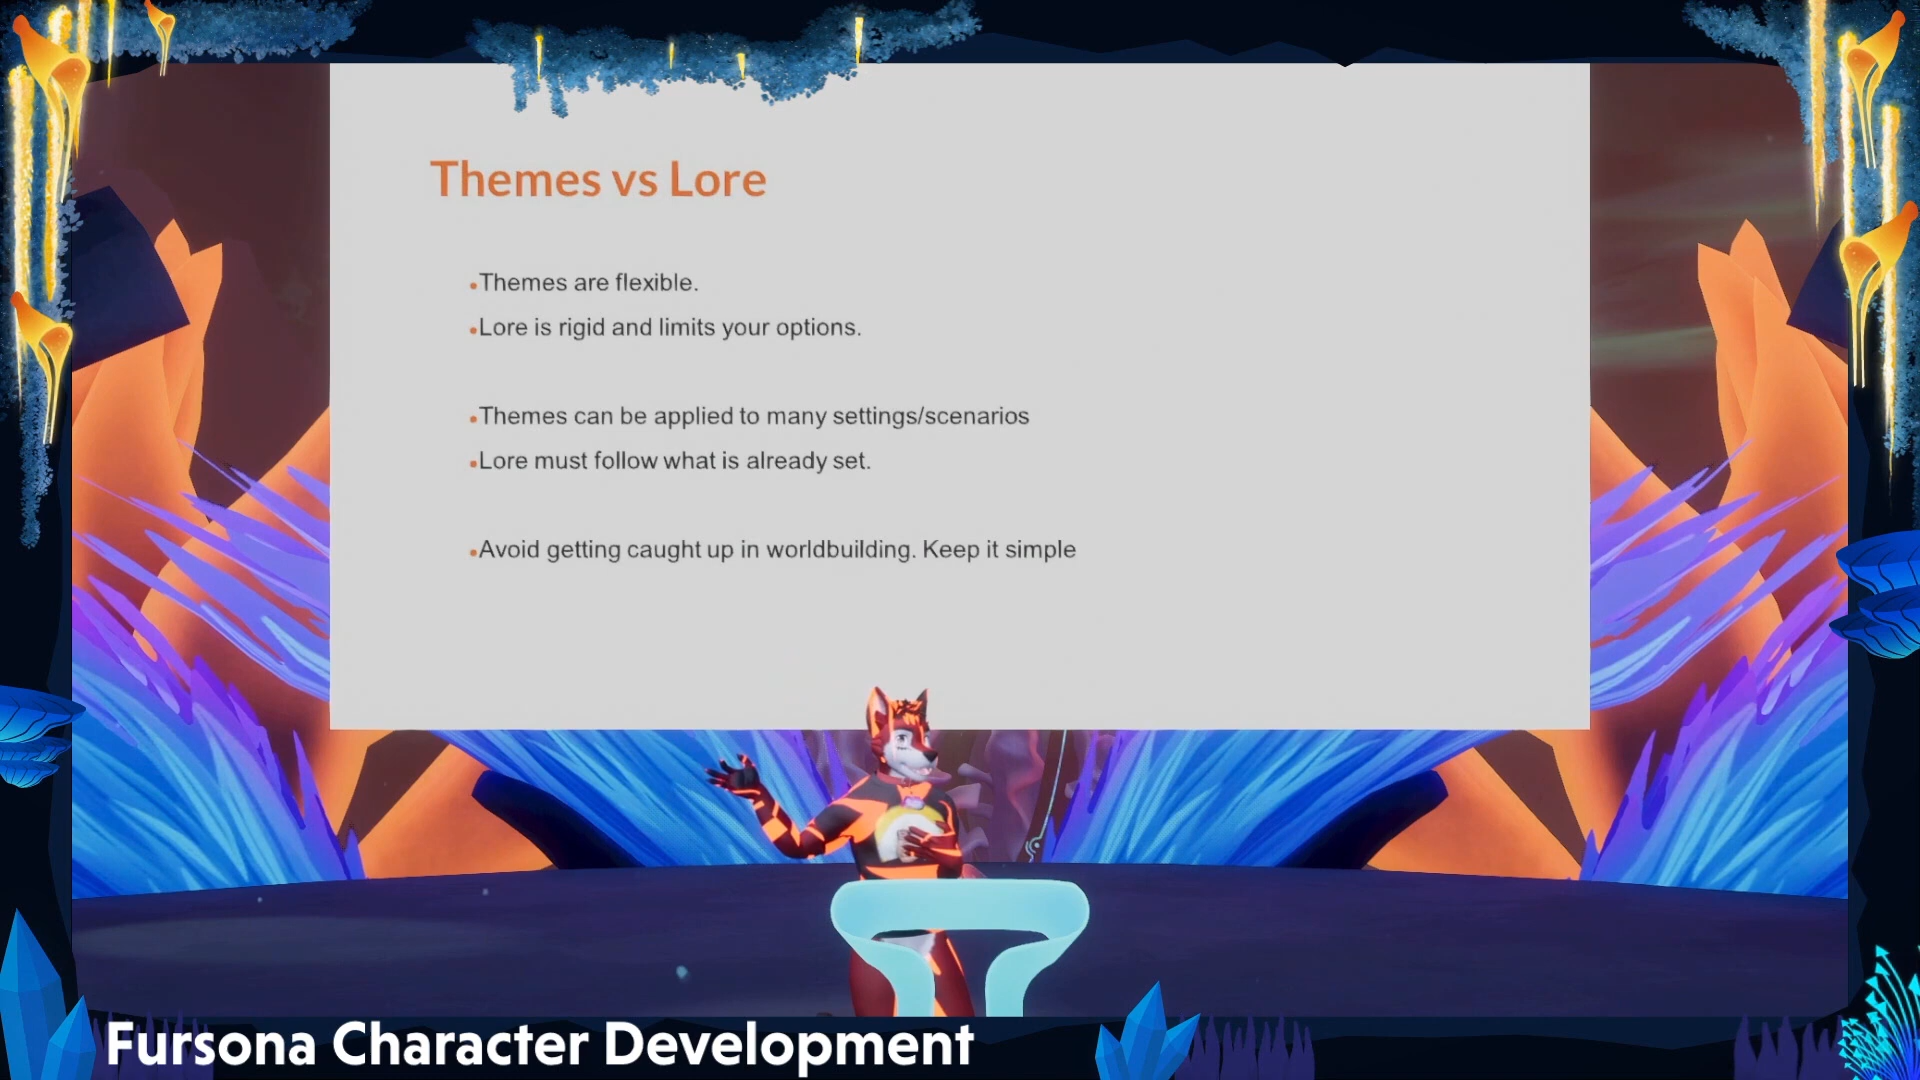 Themes vs Lore
•Themes are flexible.
•Lore is rigid and limits your options.
•Themes can be applied to many settings/scenarios
•Lore must follow what is already set.
•Avoid getting caught up in worldbuilding. Keep it simple
Fursona Character Development